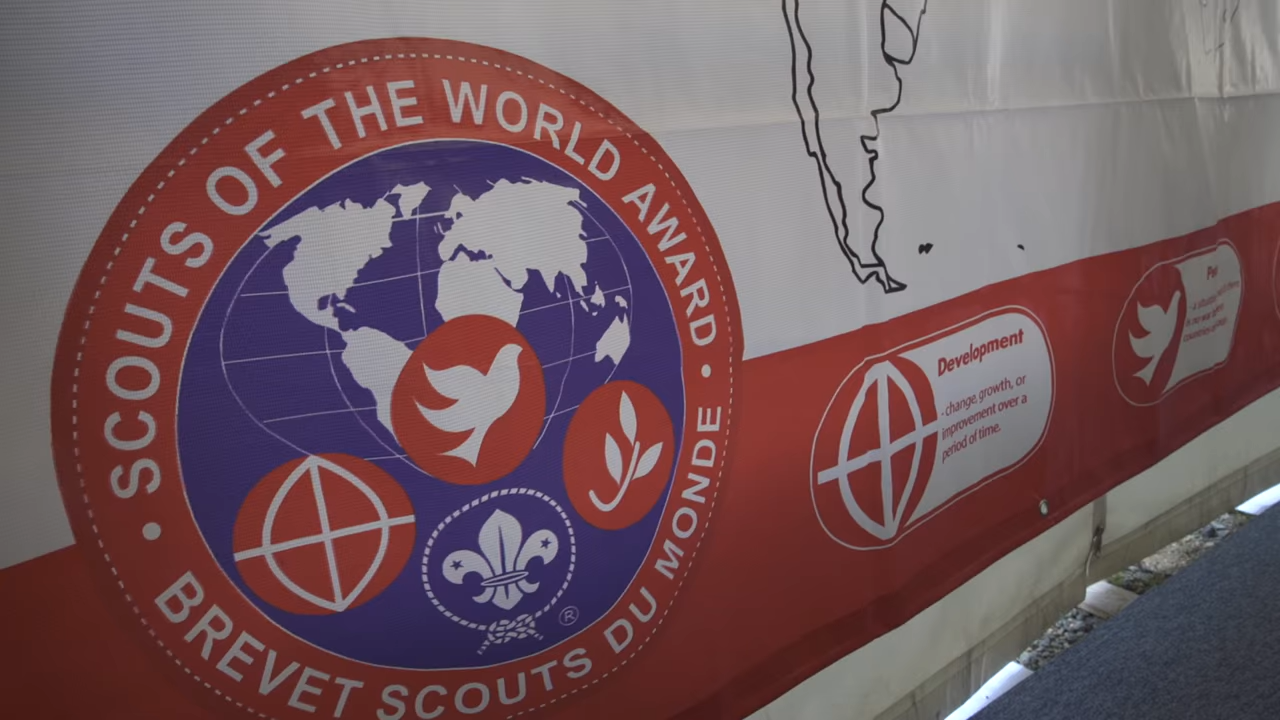 SCOUTS OF THE WORLD AWARD
BREVET SCOUTS DU MONDE
®
Development
- change, growth, or
improvement over a
period of time.